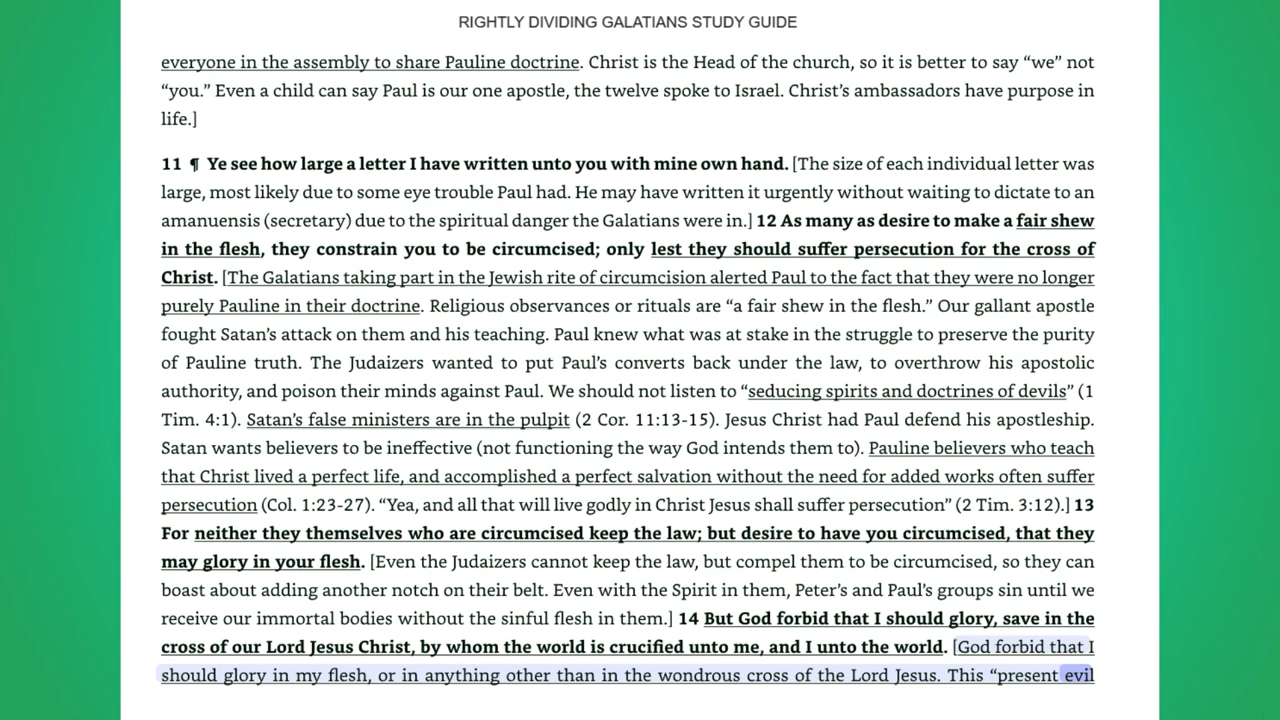 RIGHTLY DIVIDING GALATIANS STUDY GUIDE
everyone in the assembly to share Pauline doctrine. Christ is the Head of the church, so it is better to say “we” not
“you.” Even a child can say Paul is our one apostle, the twelve spoke to Israel. Christ’s ambassadors have purpose in
life.]
11 ¶ Ye see how large a letter I have written unto you with mine own hand. [The size of each individual letter was
large, most likely due to some eye trouble Paul had. He may have written it urgently without waiting to dictate to an
amanuensis (secretary) due to the spiritual danger the Galatians were in.] 12 As many as desire to make a fair shew
in the flesh, they constrain you to be circumcised; only lest they should suffer persecution for the cross of
Christ. [The Galatians taking part in the Jewish rite of circumcision alerted Paul to the fact that they were no longer
purely Pauline in their doctrine. Religious observances or rituals are “a fair shew in the flesh.” Our gallant apostle
fought Satan’s attack on them and his teaching. Paul knew what was at stake in the struggle to preserve the purity
of Pauline truth. The Judaizers wanted to put Paul’s converts back under the law, to overthrow his apostolic
authority, and poison their minds against Paul. We should not listen to “seducing spirits and doctrines of devils” (1
Tim. 4:1). Satan’s false ministers are in the pulpit (2 Cor. 11:13-15). Jesus Christ had Paul defend his apostleship.
Satan wants believers to be ineffective (not functioning the way God intends them to). Pauline believers who teach
that Christ lived a perfect life, and accomplished a perfect salvation without the need for added works often suffer
persecution (Col. 1:23-27). “Yea, and all that will live godly in Christ Jesus shall suffer persecution” (2 Tim. 3:12).] 13
For neither they themselves who are circumcised keep the law; but desire to have you circumcised, that they
may glory in your flesh. [Even the Judaizers cannot keep the law, but compel them to be circumcised, so they can
boast about adding another notch on their belt. Even with the Spirit in them, Peter’s and Paul’s groups sin until we
receive our immortal bodies without the sinful flesh in them.] 14 But God forbid that I should glory, save in the
cross of our Lord Jesus Christ, by whom the world is crucified unto me, and I unto the world. [God forbid that I
should glory in my flesh, or in anything other than in the wondrous cross of the Lord Jesus. This “present evil